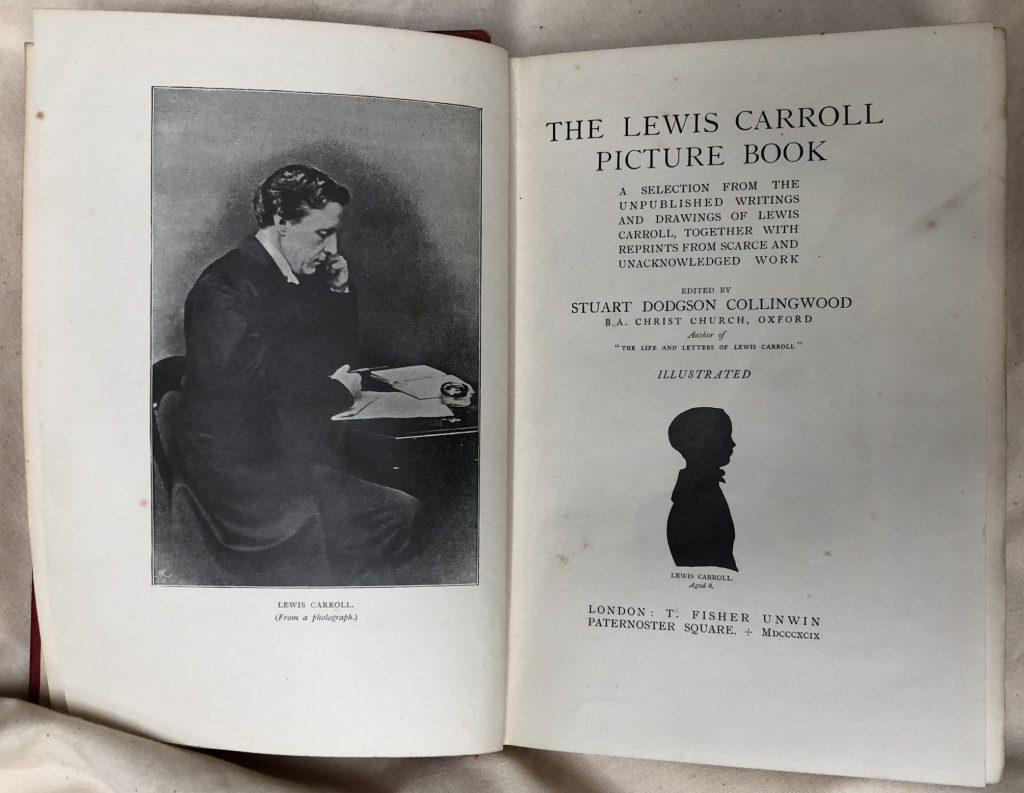 LEWIS CARROLL.
(From a photograph.)
THE LEWIS CARROLL
PICTURE BOOK
A SELECTION FROM THE
UNPUBLISHED WRITINGS
AND DRAWINGS OF LEWIS
CARROLL, TOGETHER WITH
REPRINTS FROM SCARCE AND
UNACKNOWLEDGED WORK
EDITED BY
STUART DODGSON COLLINGWOOD
B.A. CHRIST CHURCH, OXFORD
Author of
"THE LIFE AND LETTERS OF LEWIS CARROLL"
ILLUSTRATED
LEWIS CARROLL.
Aged 8.
LONDON: T. FISHER UNWIN
PATERNOSTER SQUARE. + MDCCCXCIX